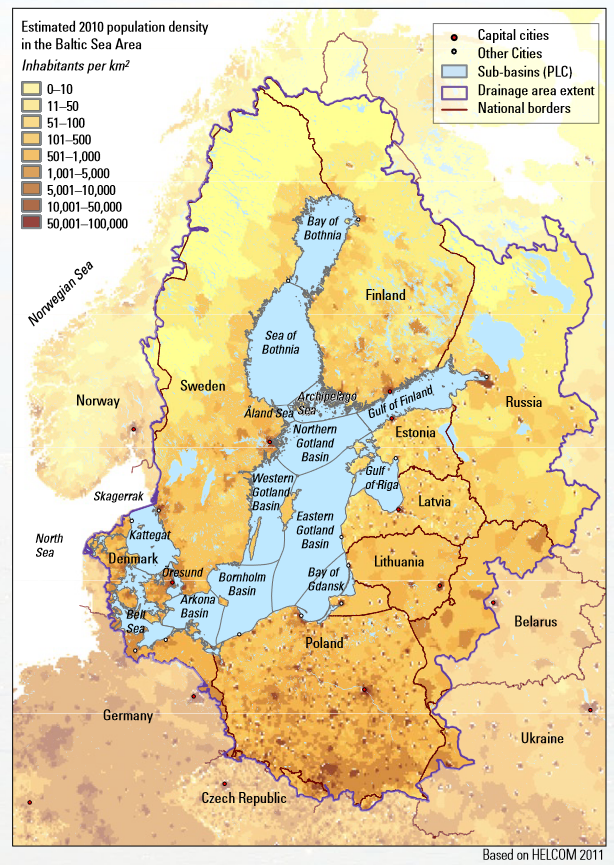 Estimated 2010 population density
in the Baltic Sea Area
Inhabitants per km²
0–10
11–50
51–100
101–500
501–1,000
1,001–5,000
5,001–10,000
10,001–50,000
50,001–100,000
Capital cities
Other Cities
Sub-basins (PLC)
Drainage area extent
National borders
Norwegian Sea
Bay of
Bothnia
Finland
Sea of
Bothnia
Sweden
Norway
Archipelago
Sea
Åland Sea
Gulf of Finland
Russia
Northern
Gotland
Basin
Estonia
Gulf
of Riga
Western
Gotland
Basin
Skagerrak
Latvia
Eastern
Gotland
Basin
Kattegat
North
Sea
Denmark
Lithuania
Oresund
Bornholm
Basin
Bay of
Gdansk
Arkona
Basin
Belt
Sea
Belarus
Poland
Germany
Ukraine
Czech Republic
Based on HELCOM 2011